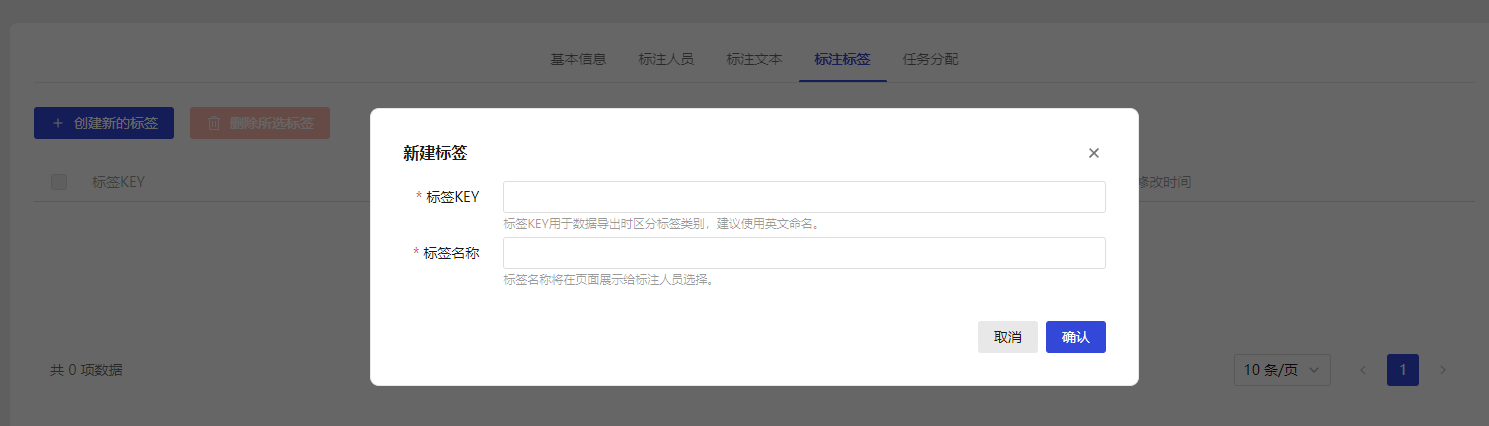 基本信息 标注人员 标注文本 标注标签 任务分配
+ 创建新的标签 删除所选标签
新建标签 ×
标签KEY 修改时间
* 标签KEY
标签KEY用于数据导出时区分标签类别，建议使用英文命名。
* 标签名称
标签名称将在页面展示给标注人员选择。
取消 确认
共 0 项数据 10 条/页 < 1 >